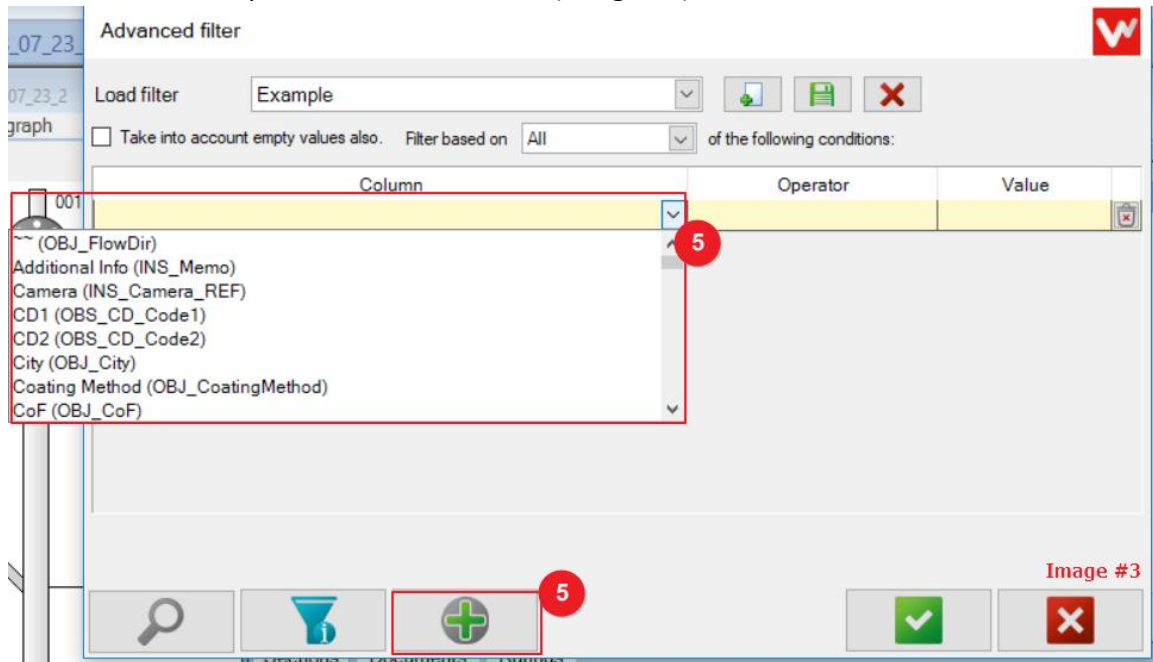 Advanced filter
_07_23_
07_23_2
Load filter Example
graph
Take into account empty values also. Filter based on All of the following conditions:
Column Operator Value
001
5
~~ (OBJ_FlowDir)
Additional Info (INS_Memo)
Camera (INS_Camera_REF)
CD1 (OBS_CD_Code1)
CD2 (OBS_CD_Code2)
City (OBJ_City)
Coating Method (OBJ_CoatingMethod)
CoF (OBJ_CoF)
Image #3
5